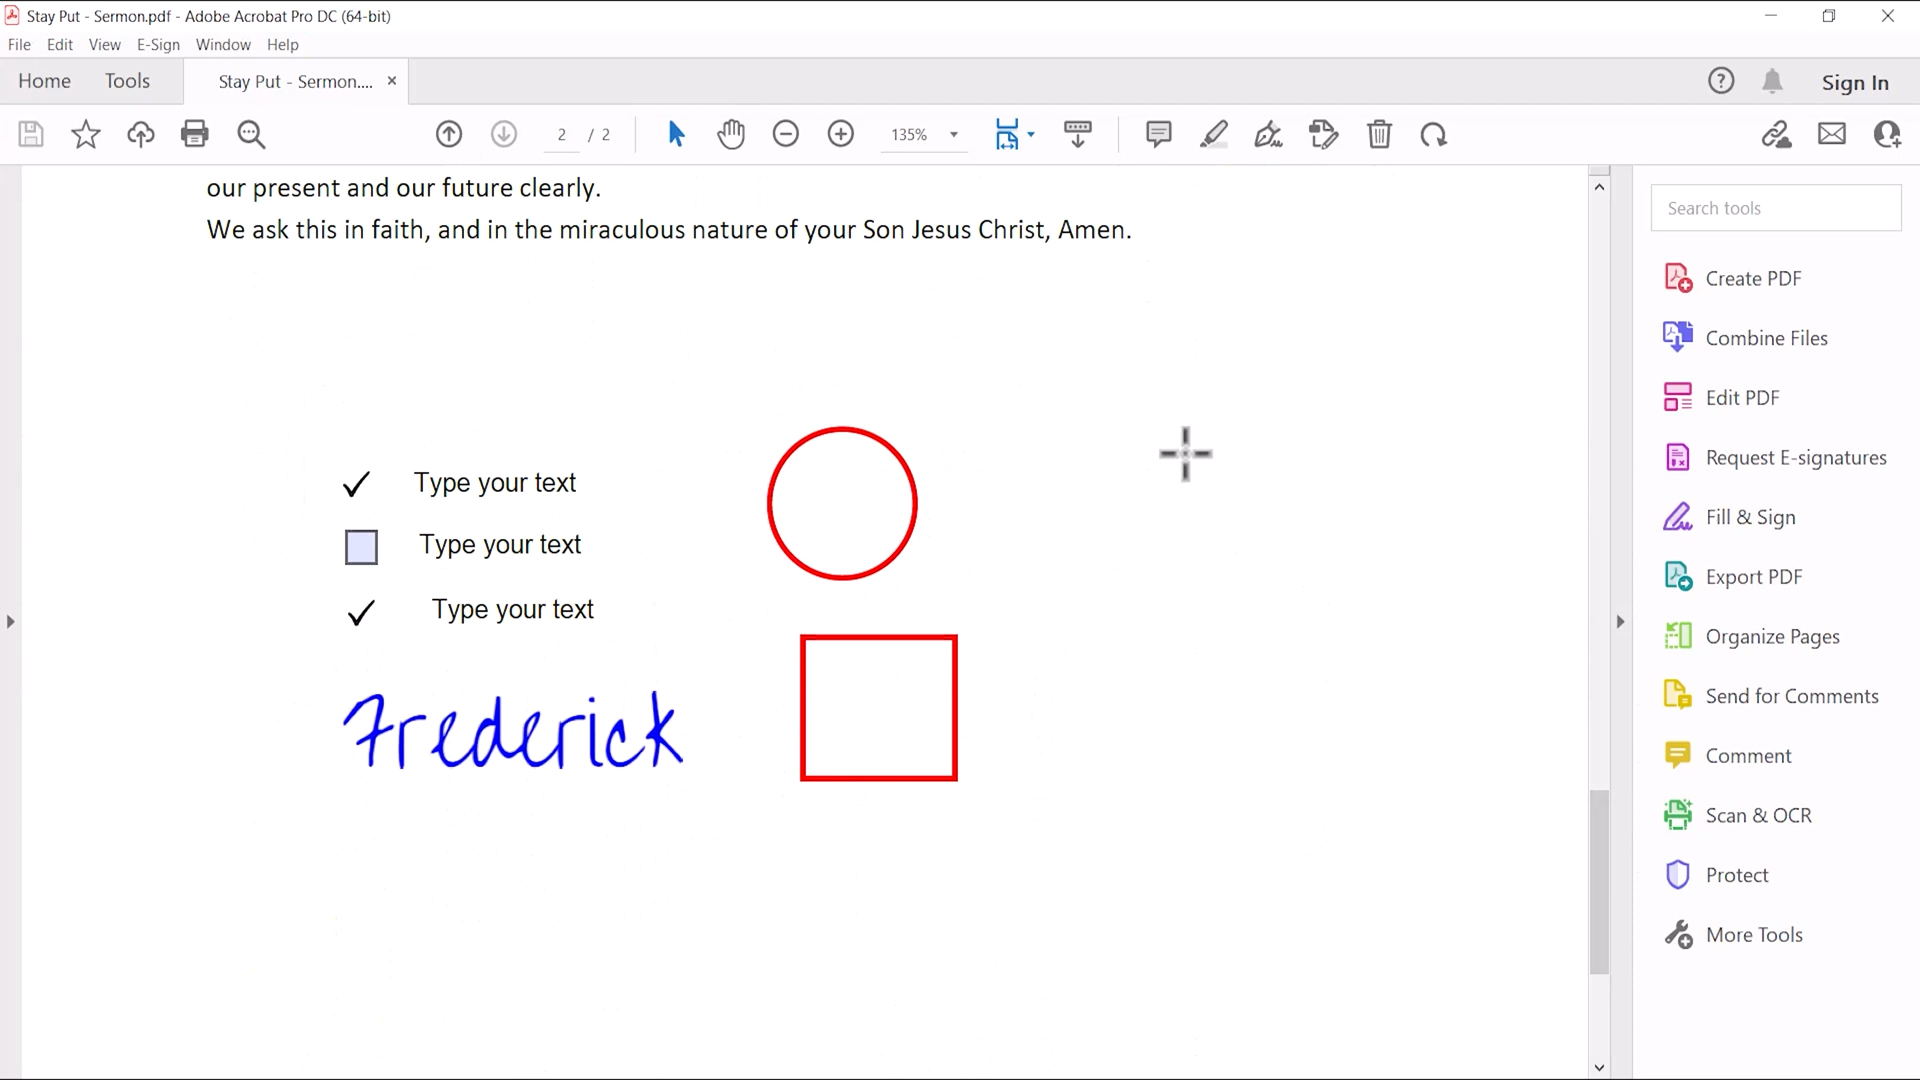 Stay Put - Sermon.pdf - Adobe Acrobat Pro DC (64-bit)
File Edit View E-Sign Window Help
Home Tools Stay Put - Sermon.... × Sign In
2 / 2 135%
our present and our future clearly.
We ask this in faith, and in the miraculous nature of your Son Jesus Christ, Amen.
Type your text
Type your text
Type your text
Frederick
Search tools
Create PDF
Combine Files
Edit PDF
Request E-signatures
Fill & Sign
Export PDF
Organize Pages
Send for Comments
Comment
Scan & OCR
Protect
More Tools